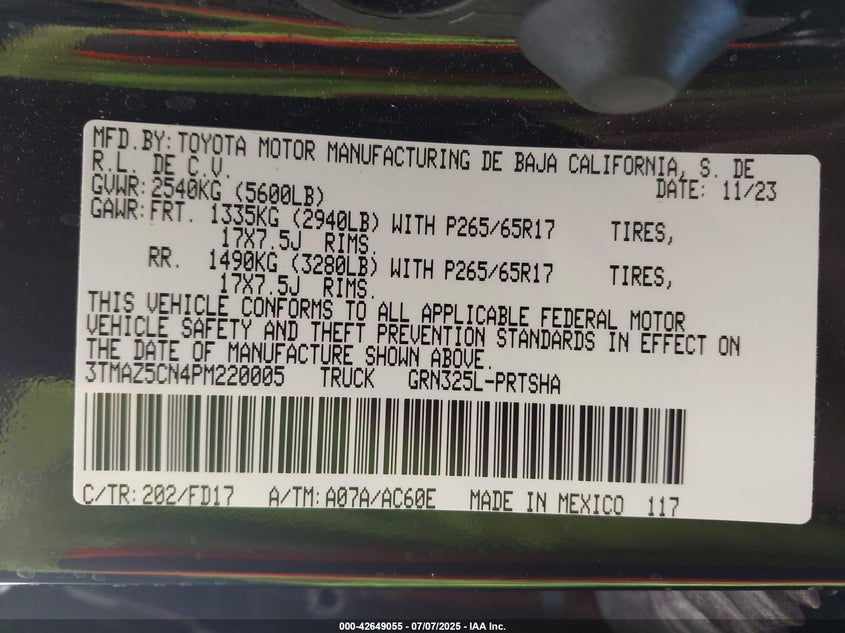 MFD.BY: TOYOTA MOTOR MANUFACTURING DE BAJA CALIFORNIA, S. DE
R.L. DE C.V.
GVWR: 2540KG (5600LB) DATE: 11/23
GAWR: FRT. 1335KG (2940LB) WITH P265/65R17 TIRES,
17X7.5J RIMS.
RR. 1490KG (3280LB) WITH P265/65R17 TIRES,
17X7.5J RIMS.
THIS VEHICLE CONFORMS TO ALL APPLICABLE FEDERAL MOTOR
VEHICLE SAFETY AND THEFT PREVENTION STANDARDS IN EFFECT ON
THE DATE OF MANUFACTURE SHOWN ABOVE.
3TMAZ5CN4PM220005 TRUCK GRN325L-PRTSHA
C/TR: 202/FD17 A/TM: A07A/AC60E MADE IN MEXICO 117
000-42649055 - 07/07/2025 - IAA Inc.